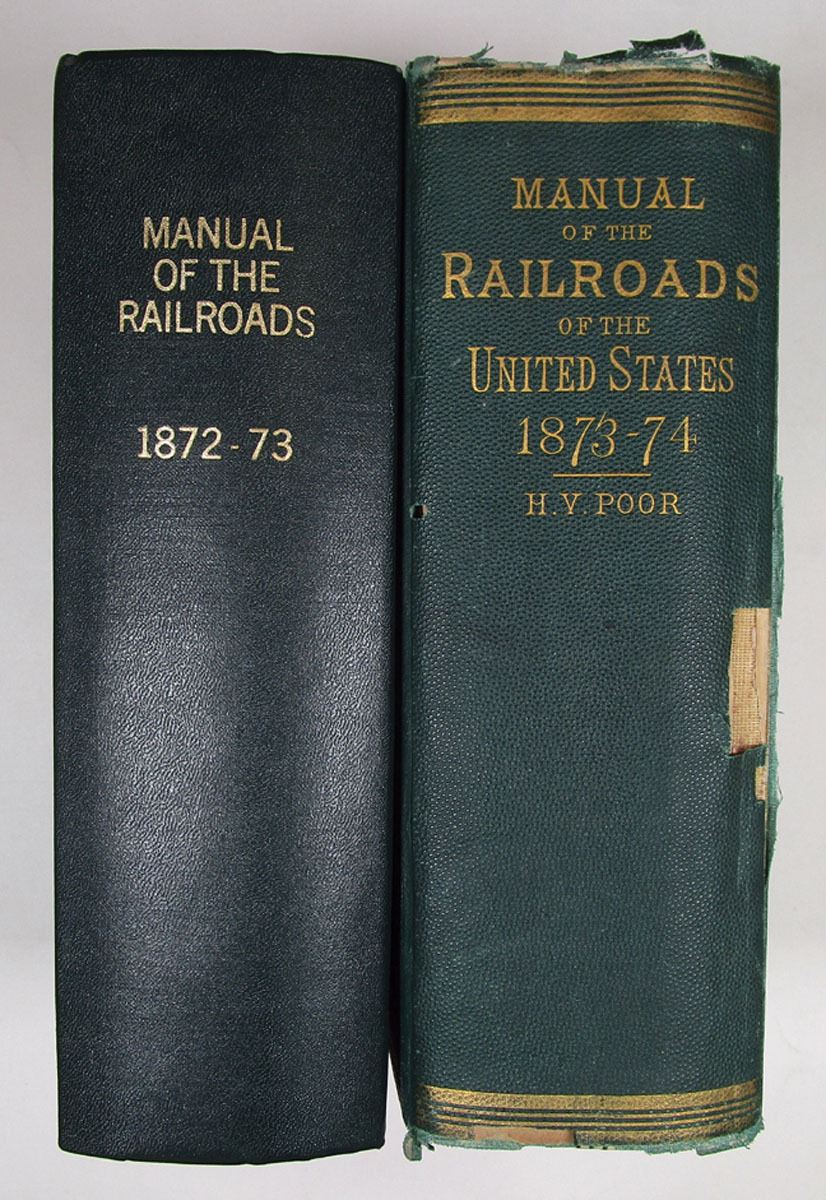 MANUAL
OF THE
RAILROADS
1872-73
MANUAL
OF THE
RAILROADS
OF THE
UNITED STATES
1873-74
H.V. POOR